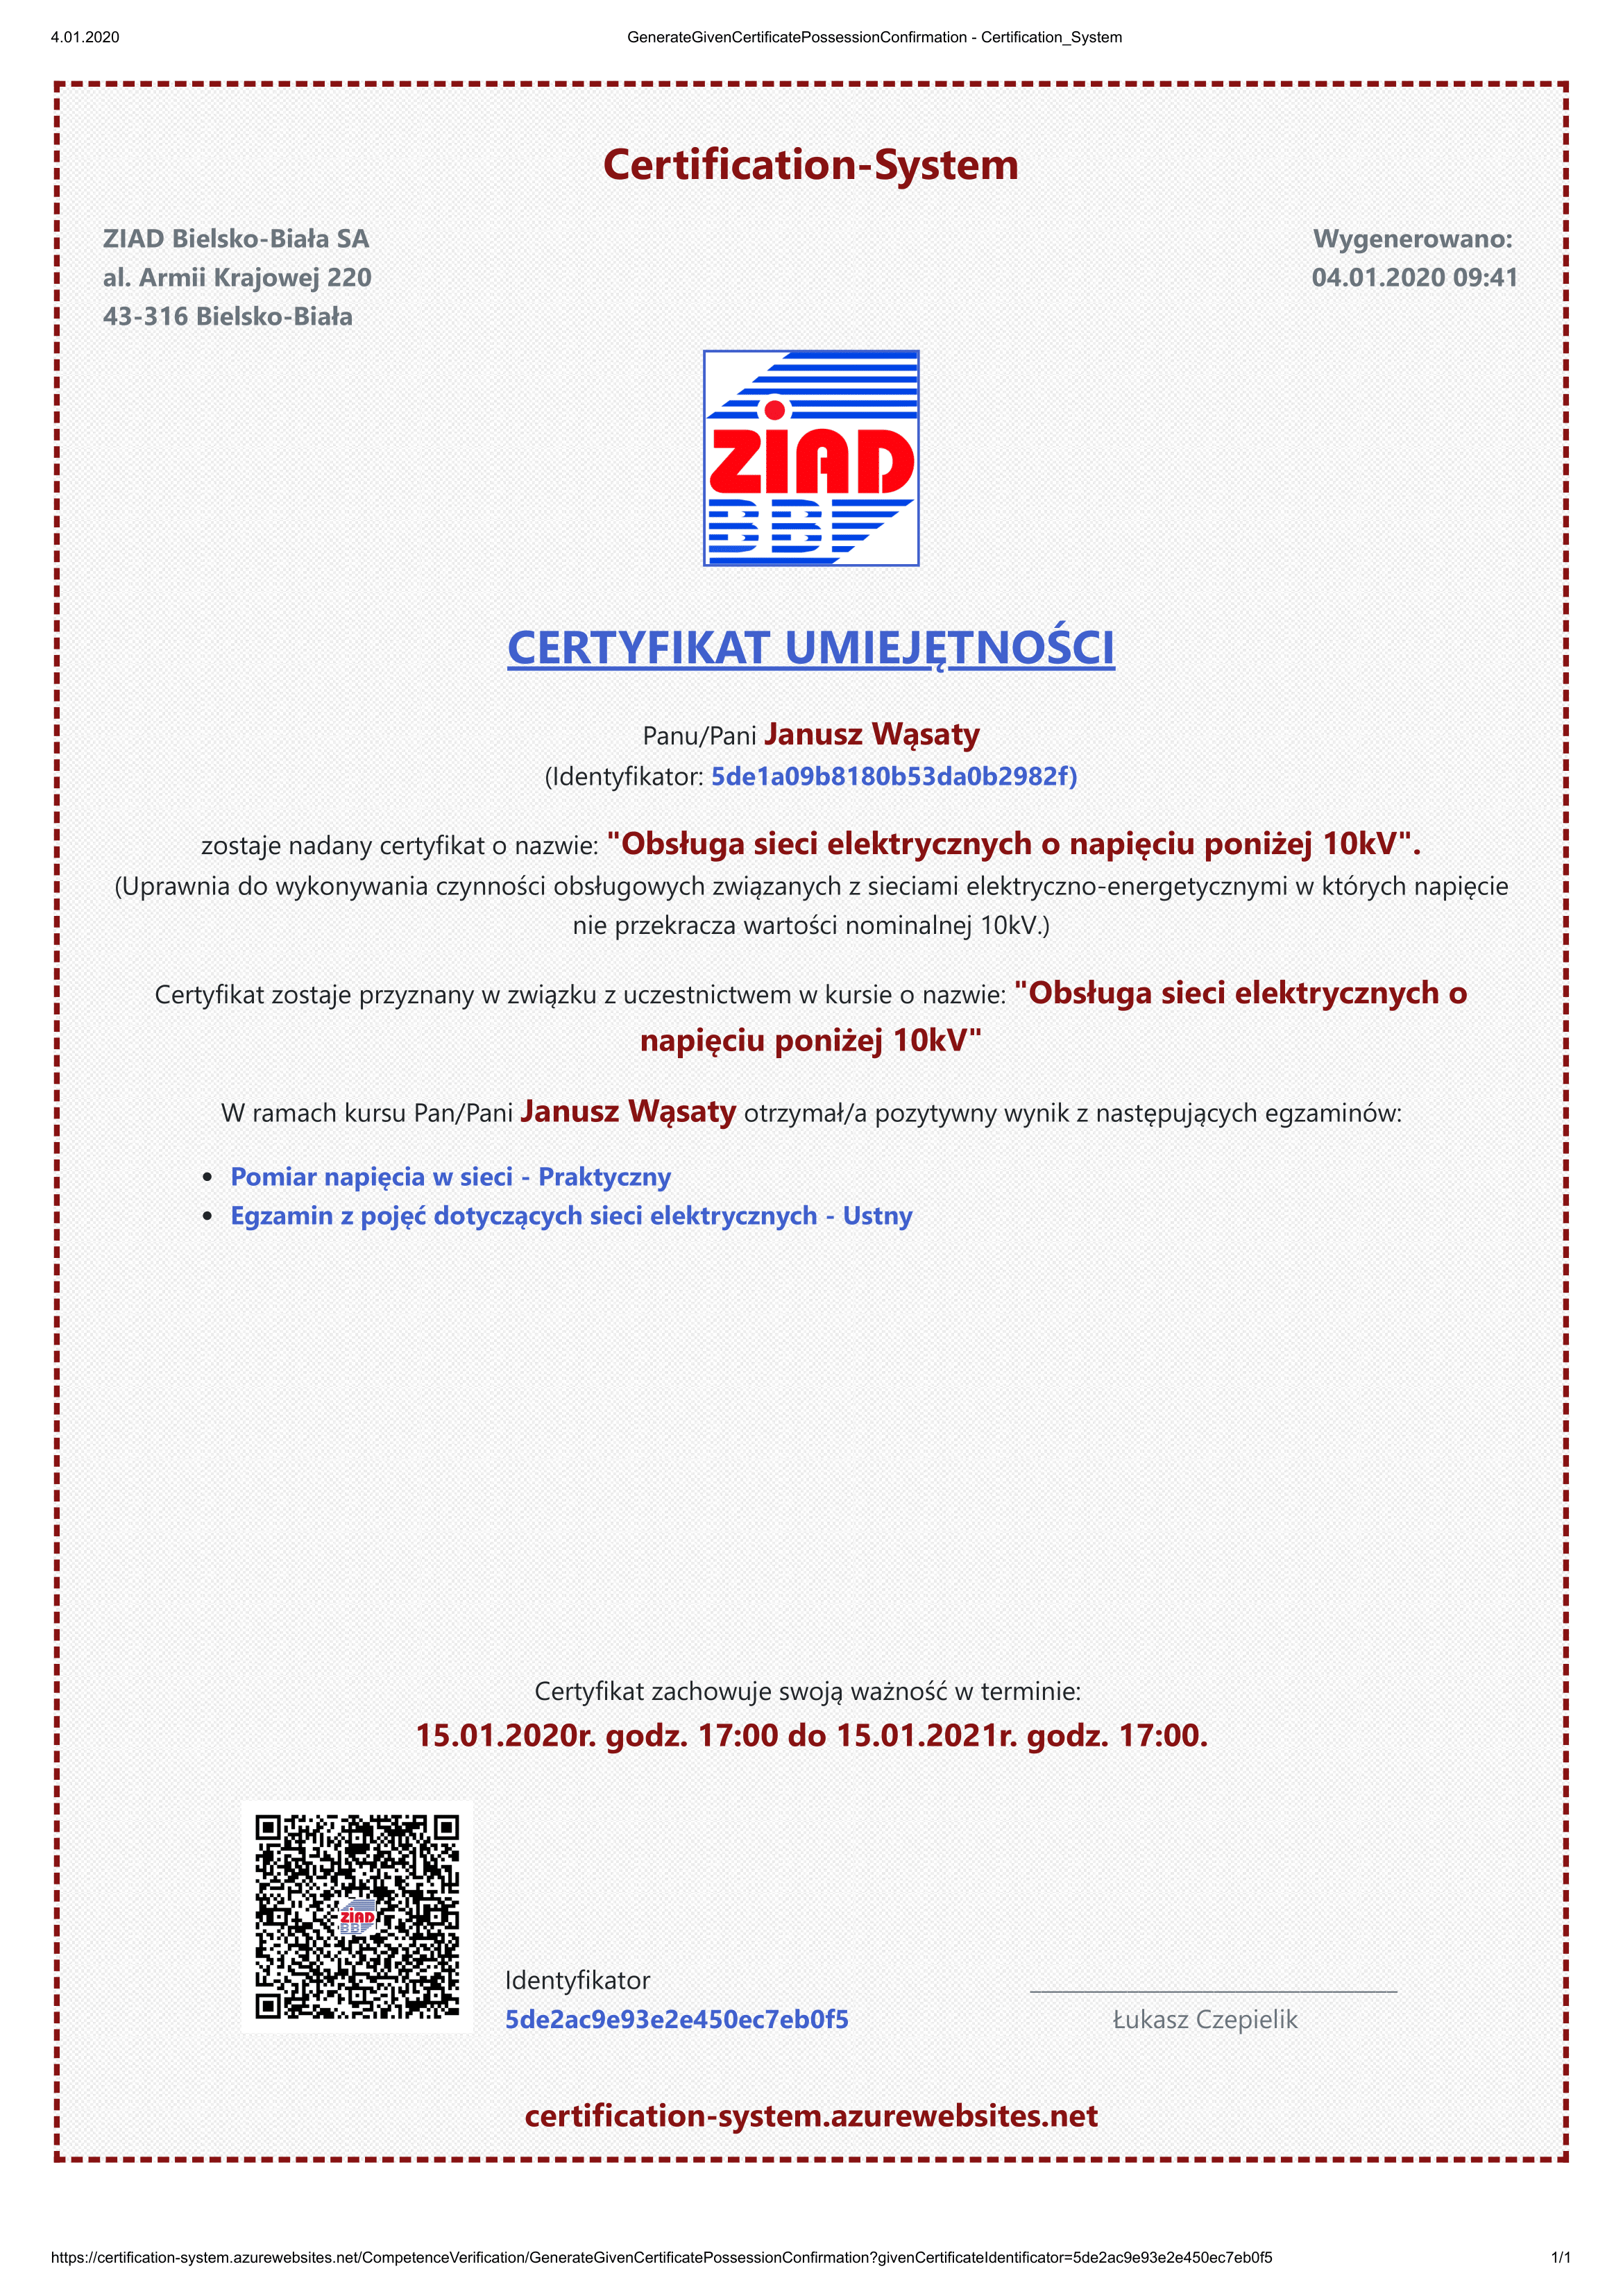 4.01.2020 GenerateGivenCertificatePossessionConfirmation - Certification_System
Certification-System
ZIAD Bielsko-Biała SA
al. Armii Krajowej 220
43-316 Bielsko-Biała
Wygenerowano:
04.01.2020 09:41
ZiAD
BB
CERTYFIKAT UMIEJĘTNOŚCI
Panu/Pani Janusz Wąsaty
(Identyfikator: 5de1a09b8180b53da0b2982f)
zostaje nadany certyfikat o nazwie: "Obsługa sieci elektrycznych o napięciu poniżej 10kV".
(Uprawnia do wykonywania czynności obsługowych związanych z sieciami elektryczno-energetycznymi w których napięcie
nie przekracza wartości nominalnej 10kV.)
Certyfikat zostaje przyznany w związku z uczestnictwem w kursie o nazwie: "Obsługa sieci elektrycznych o
napięciu poniżej 10kV"
W ramach kursu Pan/Pani Janusz Wąsaty otrzymał/a pozytywny wynik z następujących egzaminów:
• Pomiar napięcia w sieci - Praktyczny
• Egzamin z pojęć dotyczących sieci elektrycznych - Ustny
Certyfikat zachowuje swoją ważność w terminie:
15.01.2020r. godz. 17:00 do 15.01.2021r. godz. 17:00.
ZiAD
BB
Identyfikator
5de2ac9e93e2e450ec7eb0f5
Łukasz Czepielik
certification-system.azurewebsites.net
https://certification-system.azurewebsites.net/CompetenceVerification/GenerateGivenCertificatePossessionConfirmation?givenCertificateIdentificator=5de2ac9e93e2e450ec7eb0f5 1/1